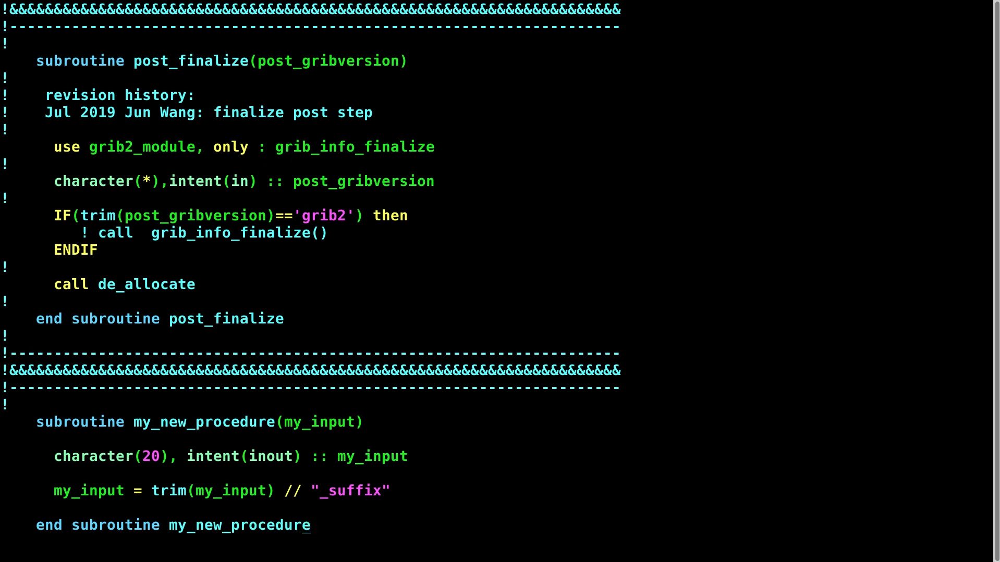 !&&&&&&&&&&&&&&&&&&&&&&&&&&&&&&&&&&&&&&&&&&&&&&&&&&&&&&&&&&&&&&&&&&&&&
!---------------------------------------------------------------------
!
    subroutine post_finalize(post_gribversion)
!
!    revision history:
!    Jul 2019 Jun Wang: finalize post step
!
      use grib2_module, only : grib_info_finalize
!
      character(*),intent(in) :: post_gribversion
!
      IF(trim(post_gribversion)=='grib2') then
         ! call  grib_info_finalize()
      ENDIF
!
      call de_allocate
!
    end subroutine post_finalize
!
!---------------------------------------------------------------------
!&&&&&&&&&&&&&&&&&&&&&&&&&&&&&&&&&&&&&&&&&&&&&&&&&&&&&&&&&&&&&&&&&&&&&
!---------------------------------------------------------------------
!
    subroutine my_new_procedure(my_input)

      character(20), intent(inout) :: my_input

      my_input = trim(my_input) // "_suffix"

    end subroutine my_new_procedure